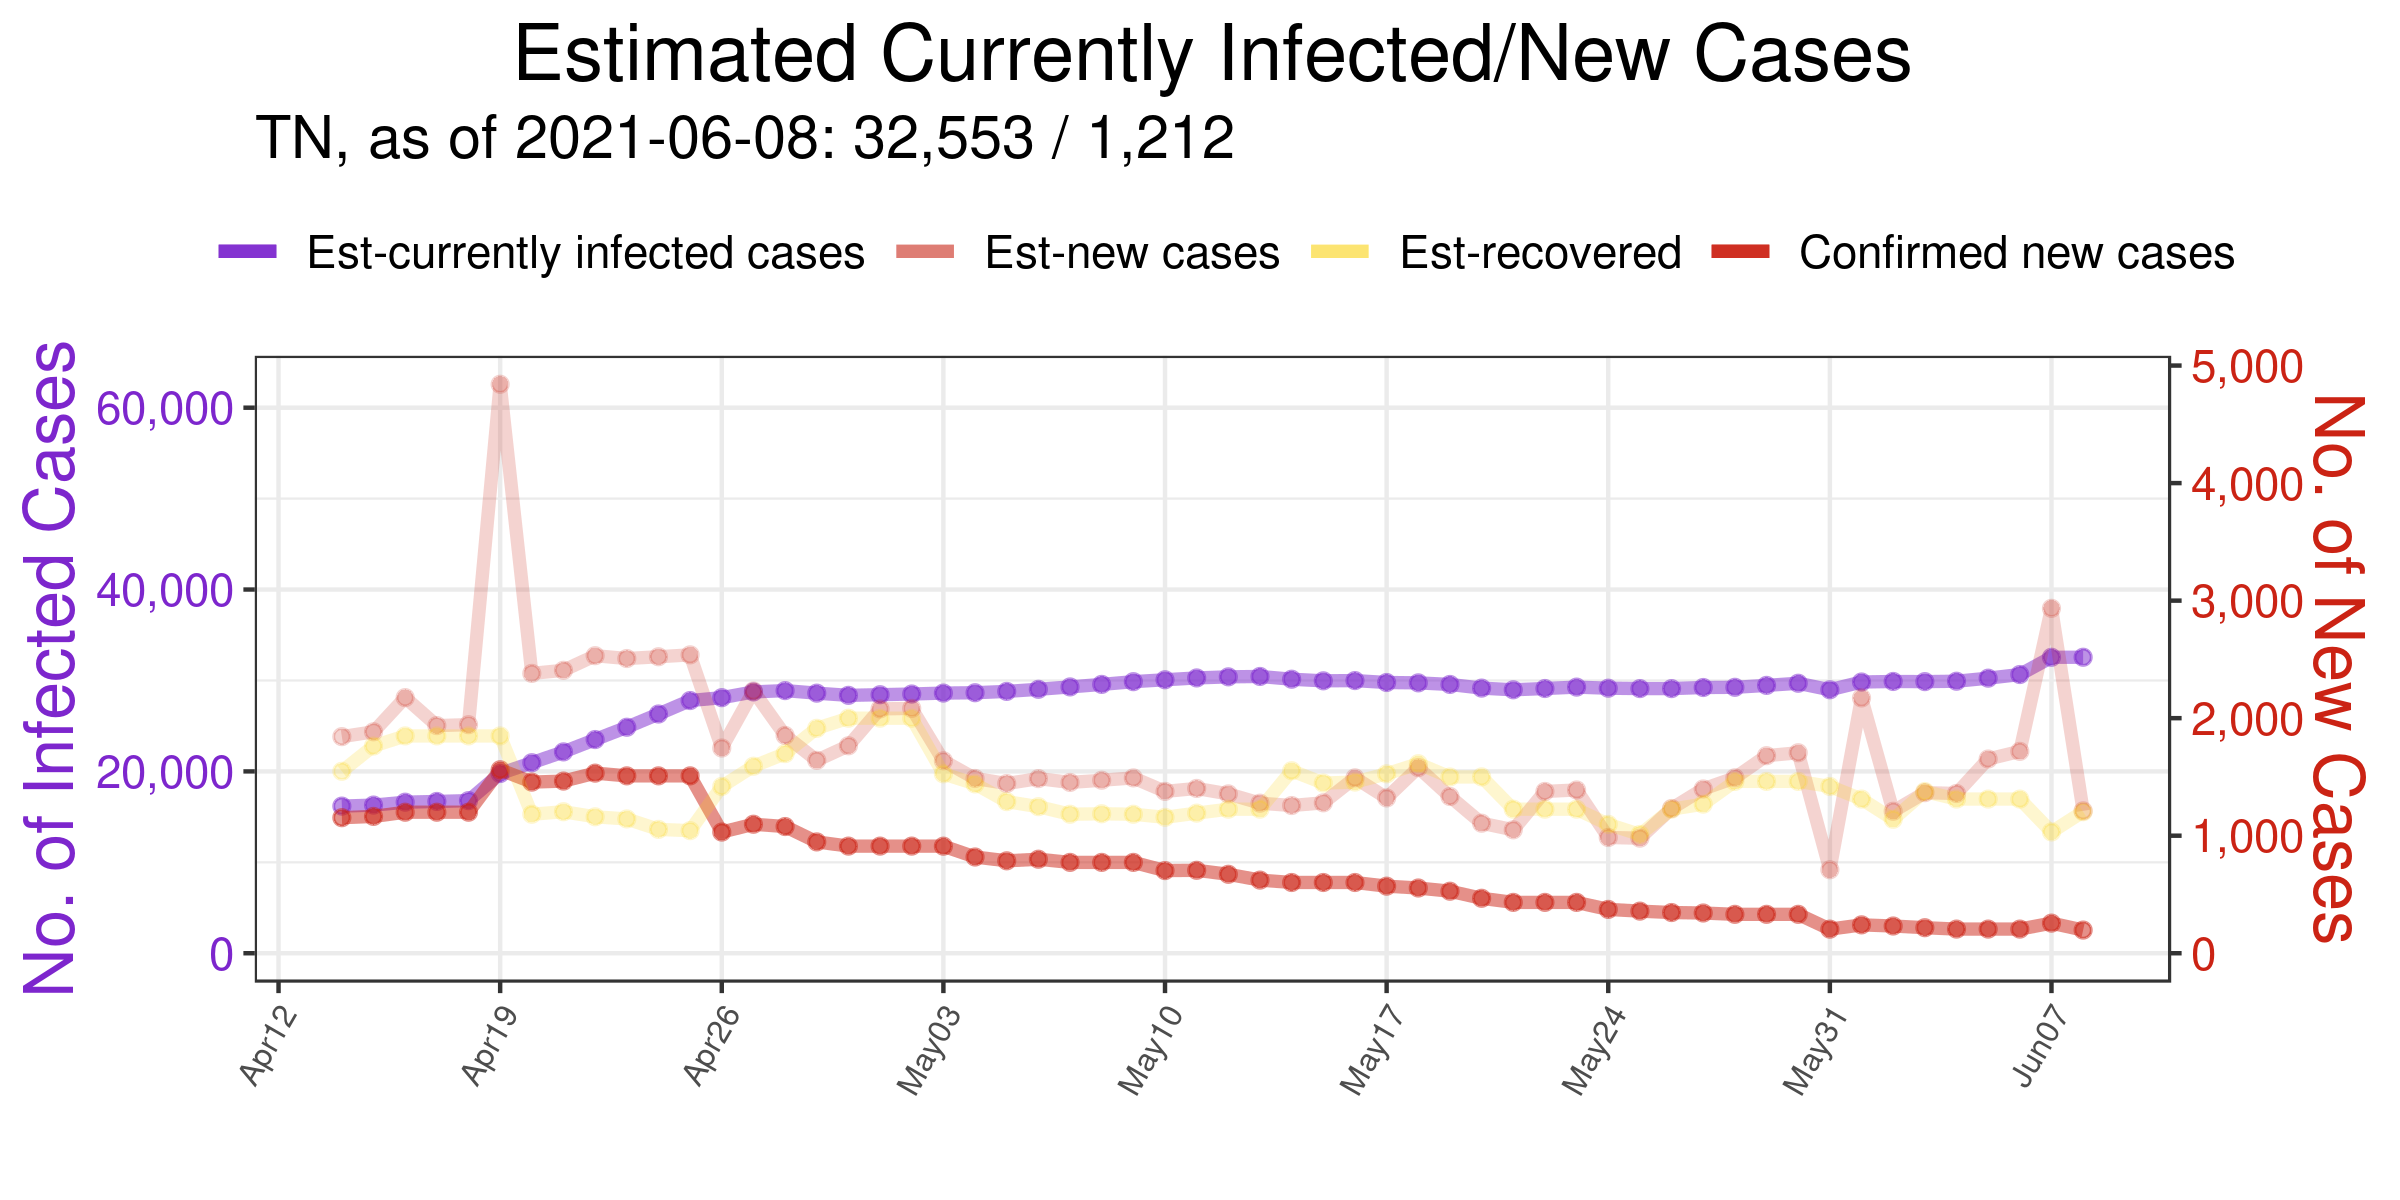 Estimated Currently Infected/New Cases
TN, as of 2021-06-08: 32,553 / 1,212
Est-currently infected cases Est-new cases Est-recovered Confirmed new cases
No. of Infected Cases
60,000
40,000
20,000
0
5,000
4,000
3,000
2,000
1,000
0
No. of New Cases
Apr12 Apr19 Apr26 May03 May10 May17 May24 May31 Jun07